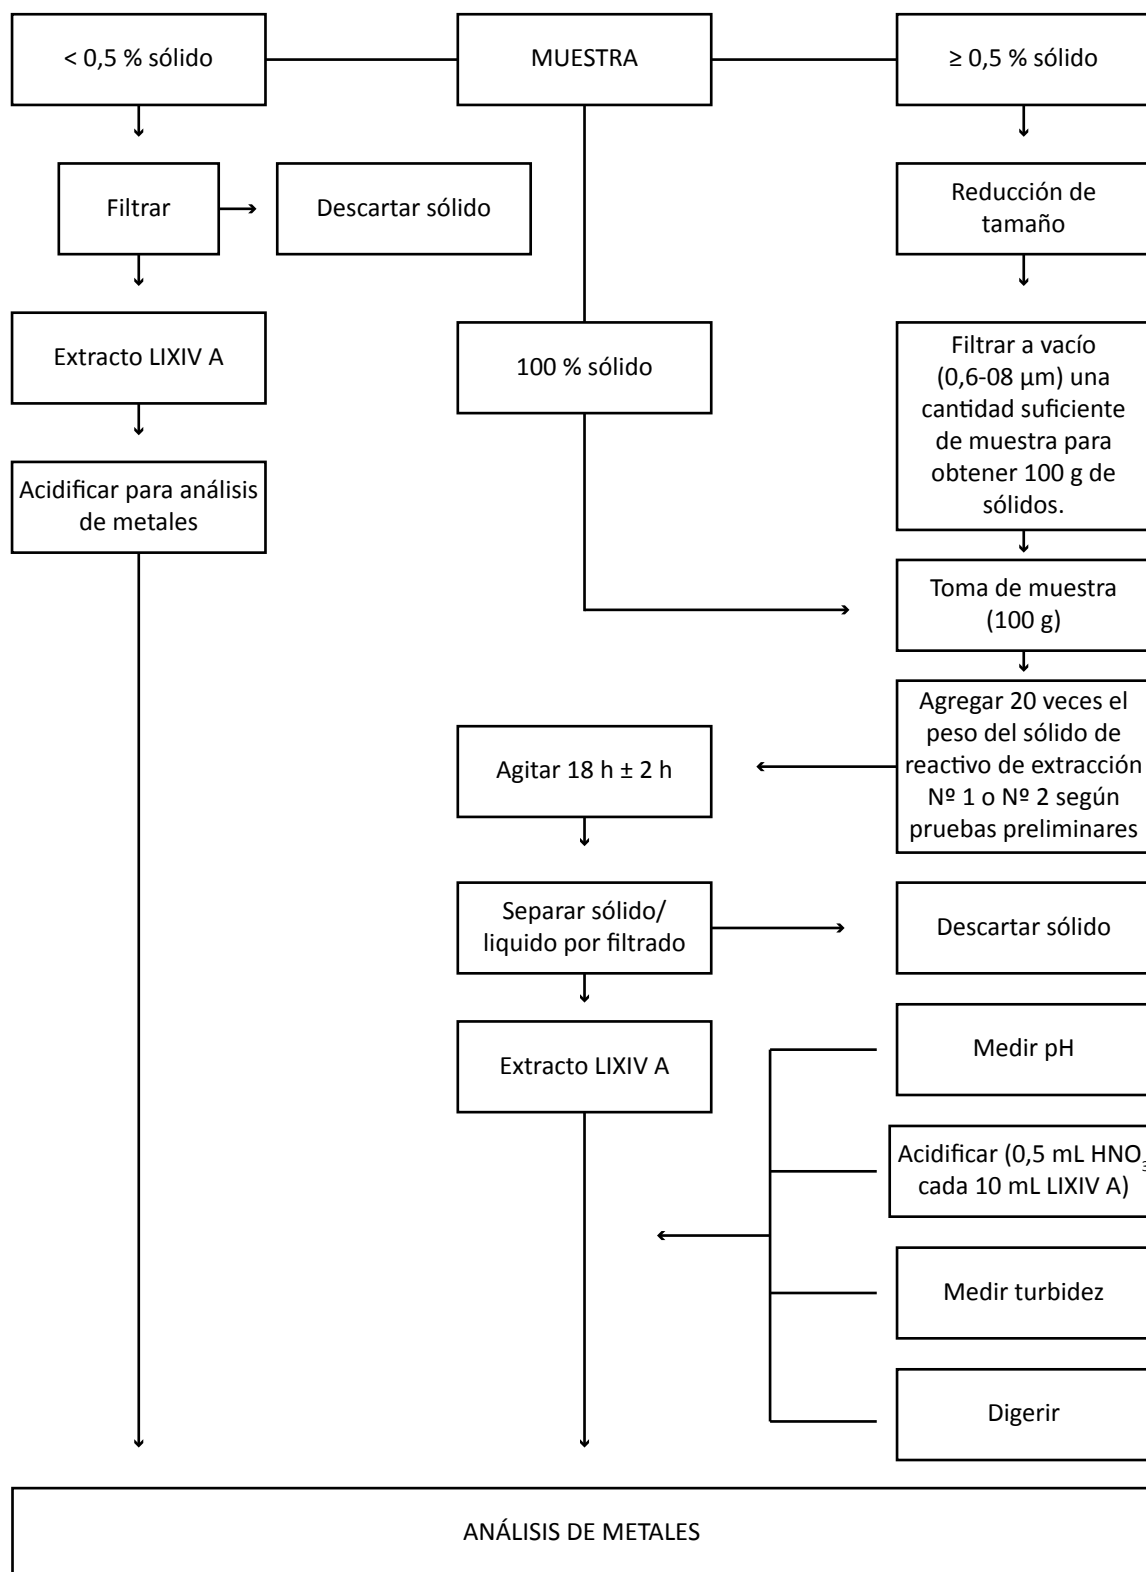 < 0,5 % sólido
MUESTRA
≥ 0,5 % sólido
Filtrar
Descartar sólido
Reducción de
tamaño
Extracto LIXIV A
100 % sólido
Filtrar a vacío
(0,6-08 µm) una
cantidad suficiente
de muestra para
obtener 100 g de
sólidos.
Acidificar para análisis
de metales
Toma de muestra
(100 g)
Agregar 20 veces el
peso del sólido de
reactivo de extracción
Nº 1 o Nº 2 según
pruebas preliminares
Agitar 18 h ± 2 h
Separar sólido/
liquido por filtrado
Descartar sólido
Extracto LIXIV A
Medir pH
Acidificar (0,5 mL HNO₃
cada 10 mL LIXIV A)
Medir turbidez
Digerir
ANÁLISIS DE METALES